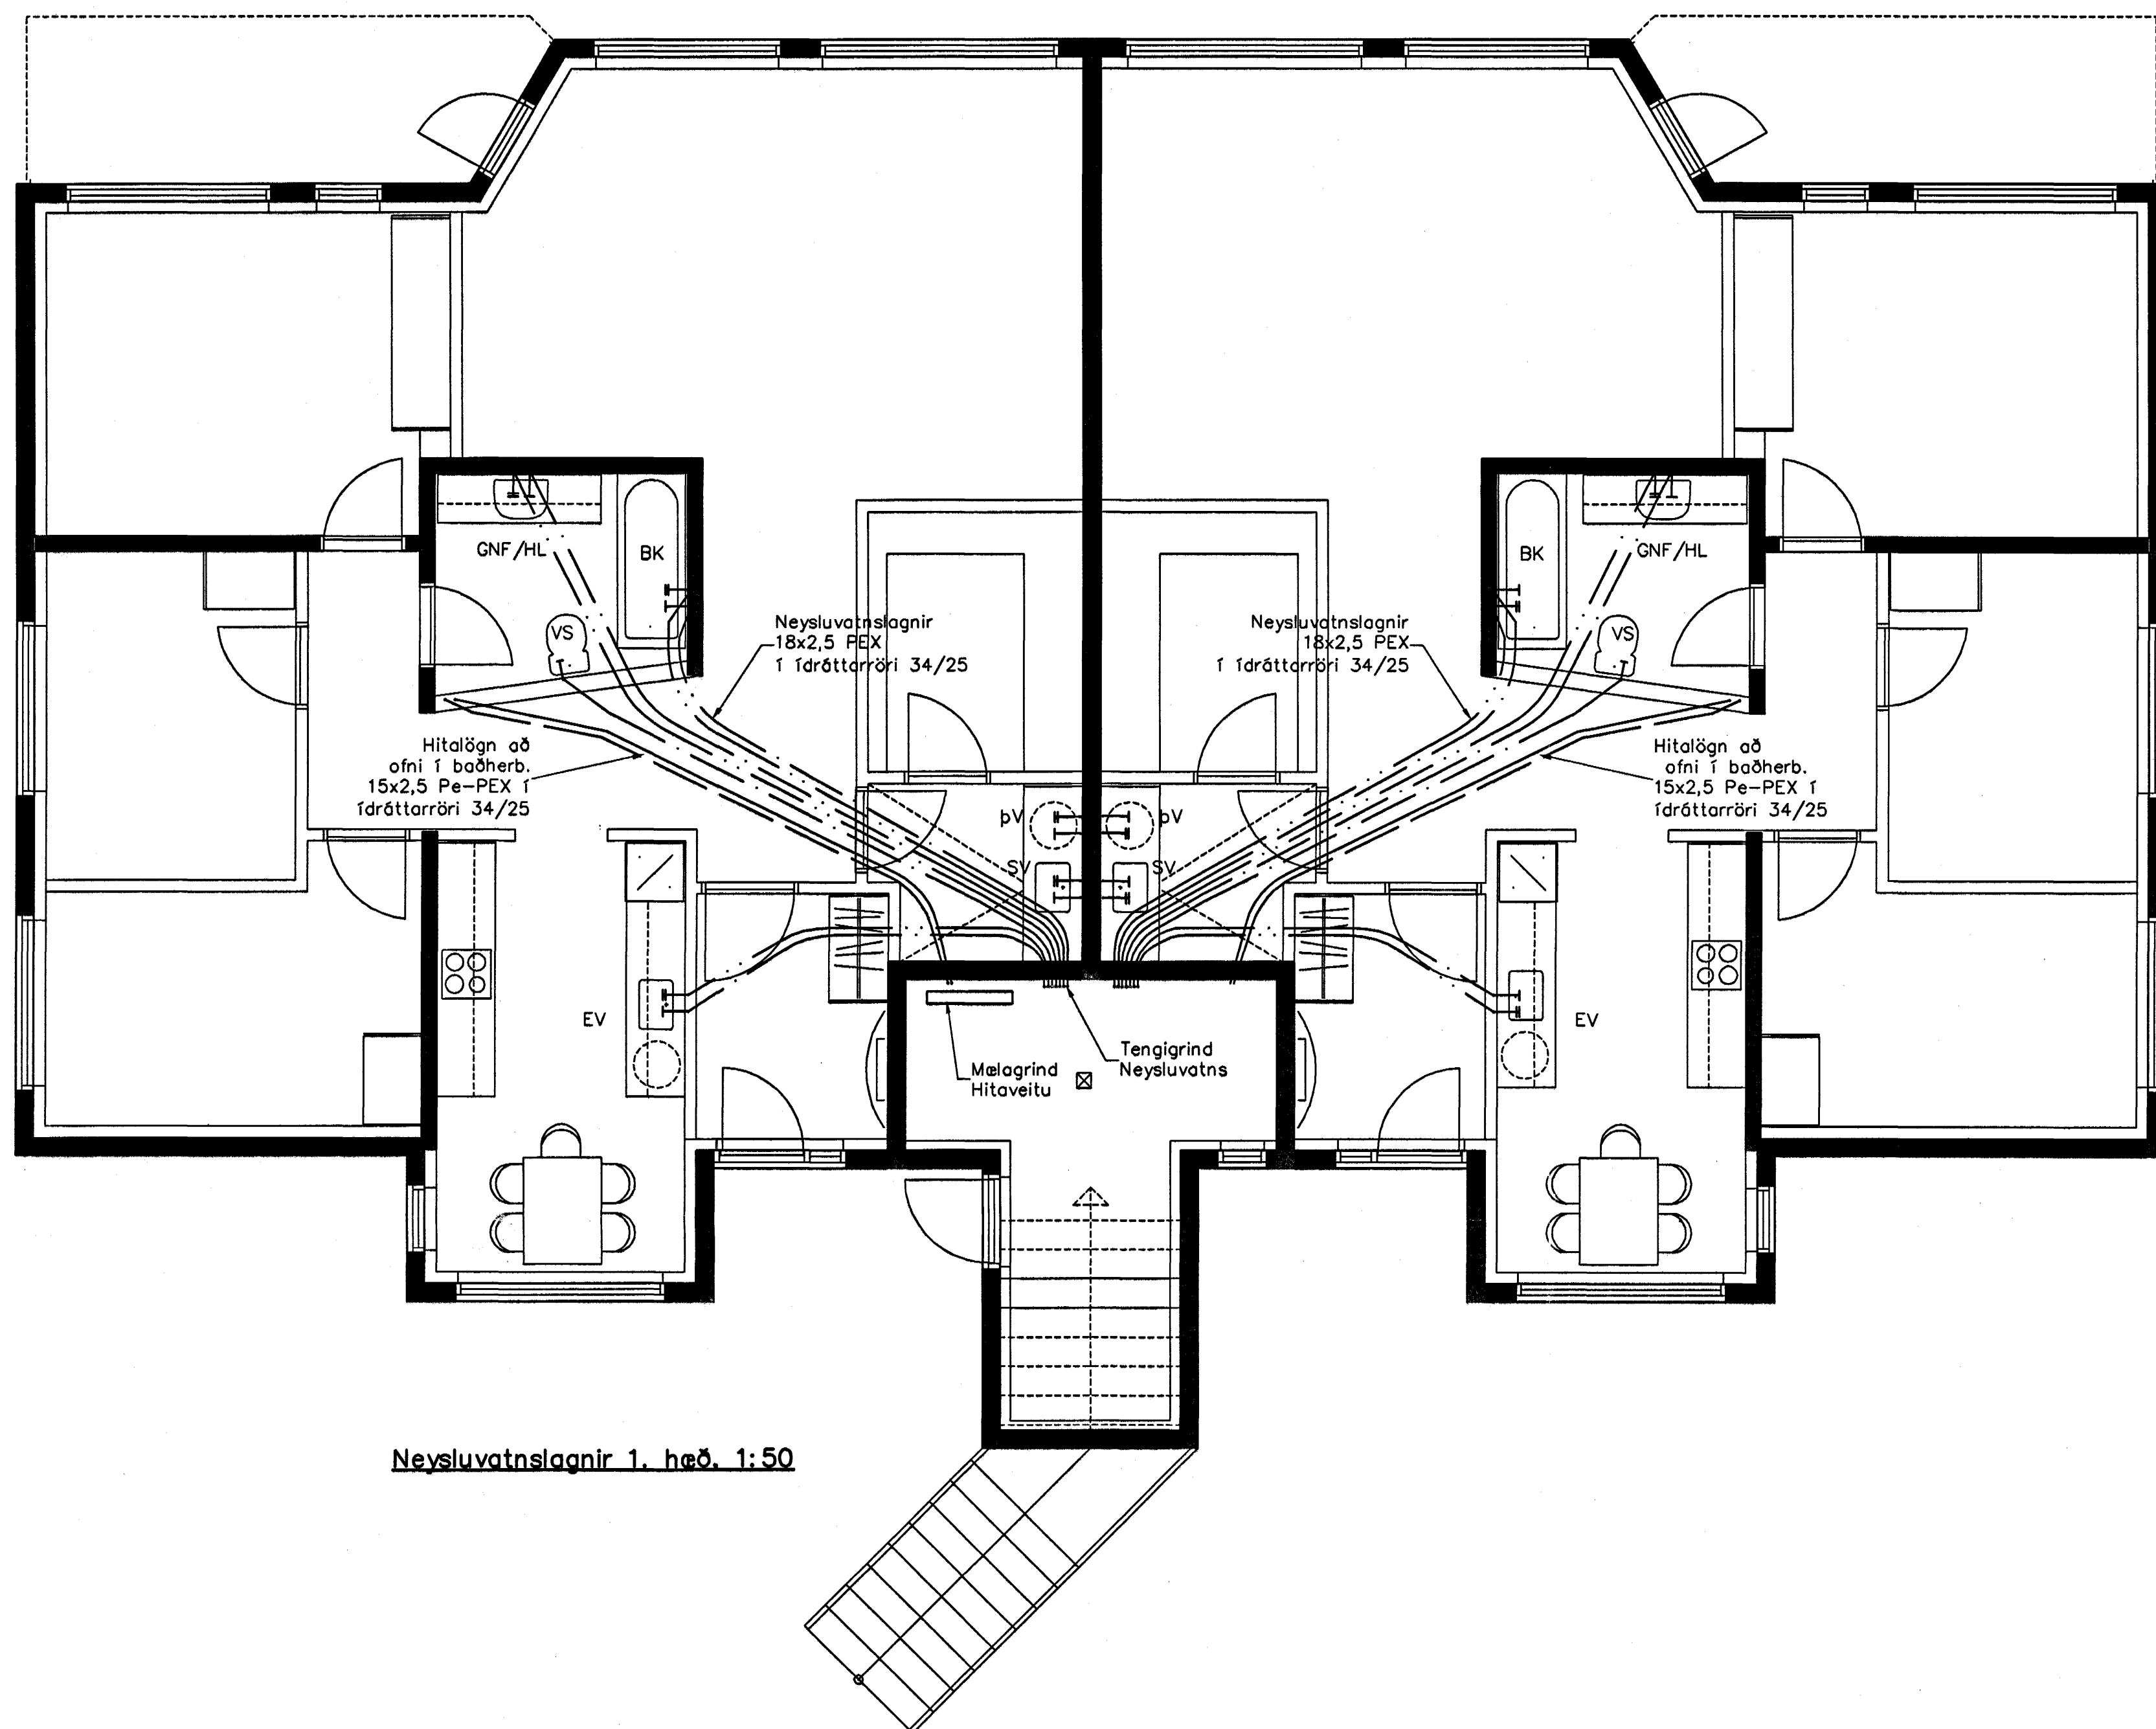 GNF/HL
BK
BK
GNF/HL
VS
VS
Neysluvatnslagnir
18x2,5 PEX
í ídráttarröri 34/25
Neysluvatnslagnir
18x2,5 PEX
í ídráttarröri 34/25
Hitalögn að
ofni í baðherb.
15x2,5 Pe-PEX í
ídráttarröri 34/25
Hitalögn að
ofni í baðherb.
15x2,5 Pe-PEX í
ídráttarröri 34/25
ÞV
ÞV
SV
SV
EV
EV
Mælagrind
Hitaveitu
Tengigrind
Neysluvatns
Neysluvatnslagnir 1. hæð. 1:50